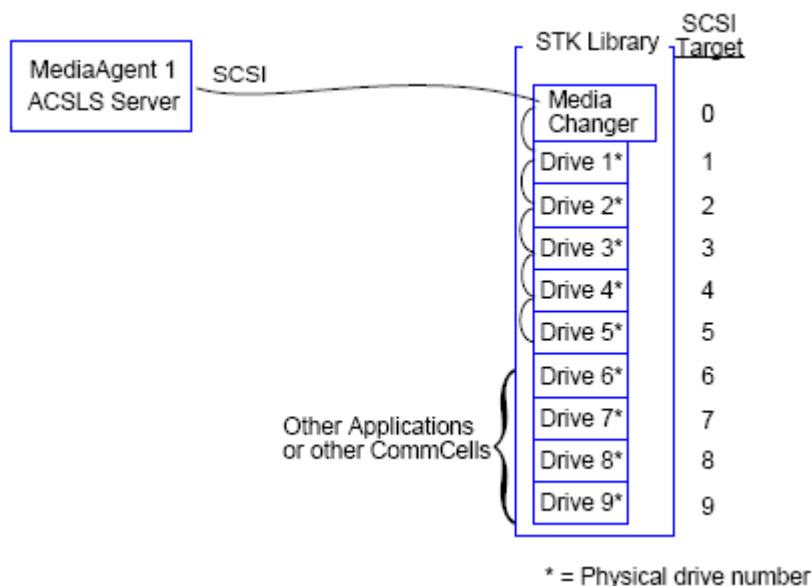 SCSI
Target
STK Library
MediaAgent 1
ACSLS Server
SCSI
Media
Changer
0
Drive 1*
1
Drive 2*
2
Drive 3*
3
Drive 4*
4
Drive 5*
5
Drive 6*
6
Drive 7*
7
Drive 8*
8
Drive 9*
9
Other Applications
or other CommCells
* = Physical drive number